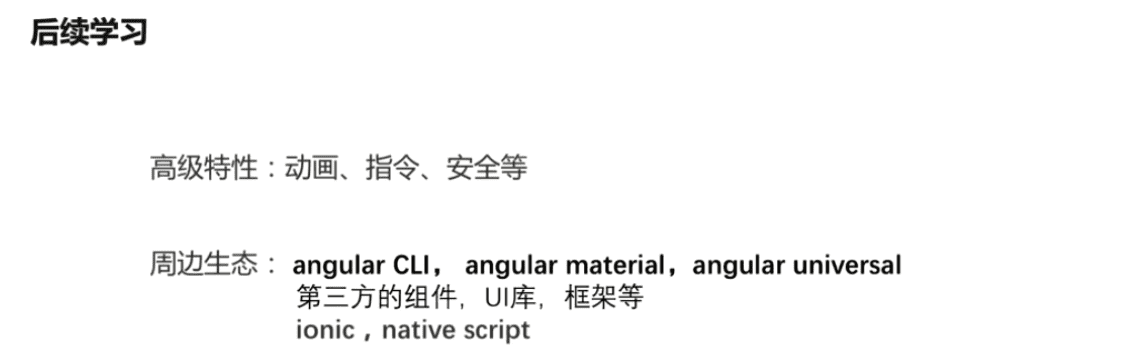 后续学习
高级特性：动画、指令、安全等
周边生态： angular CLI， angular material，angular universal
第三方的组件，UI库，框架等
ionic，native script